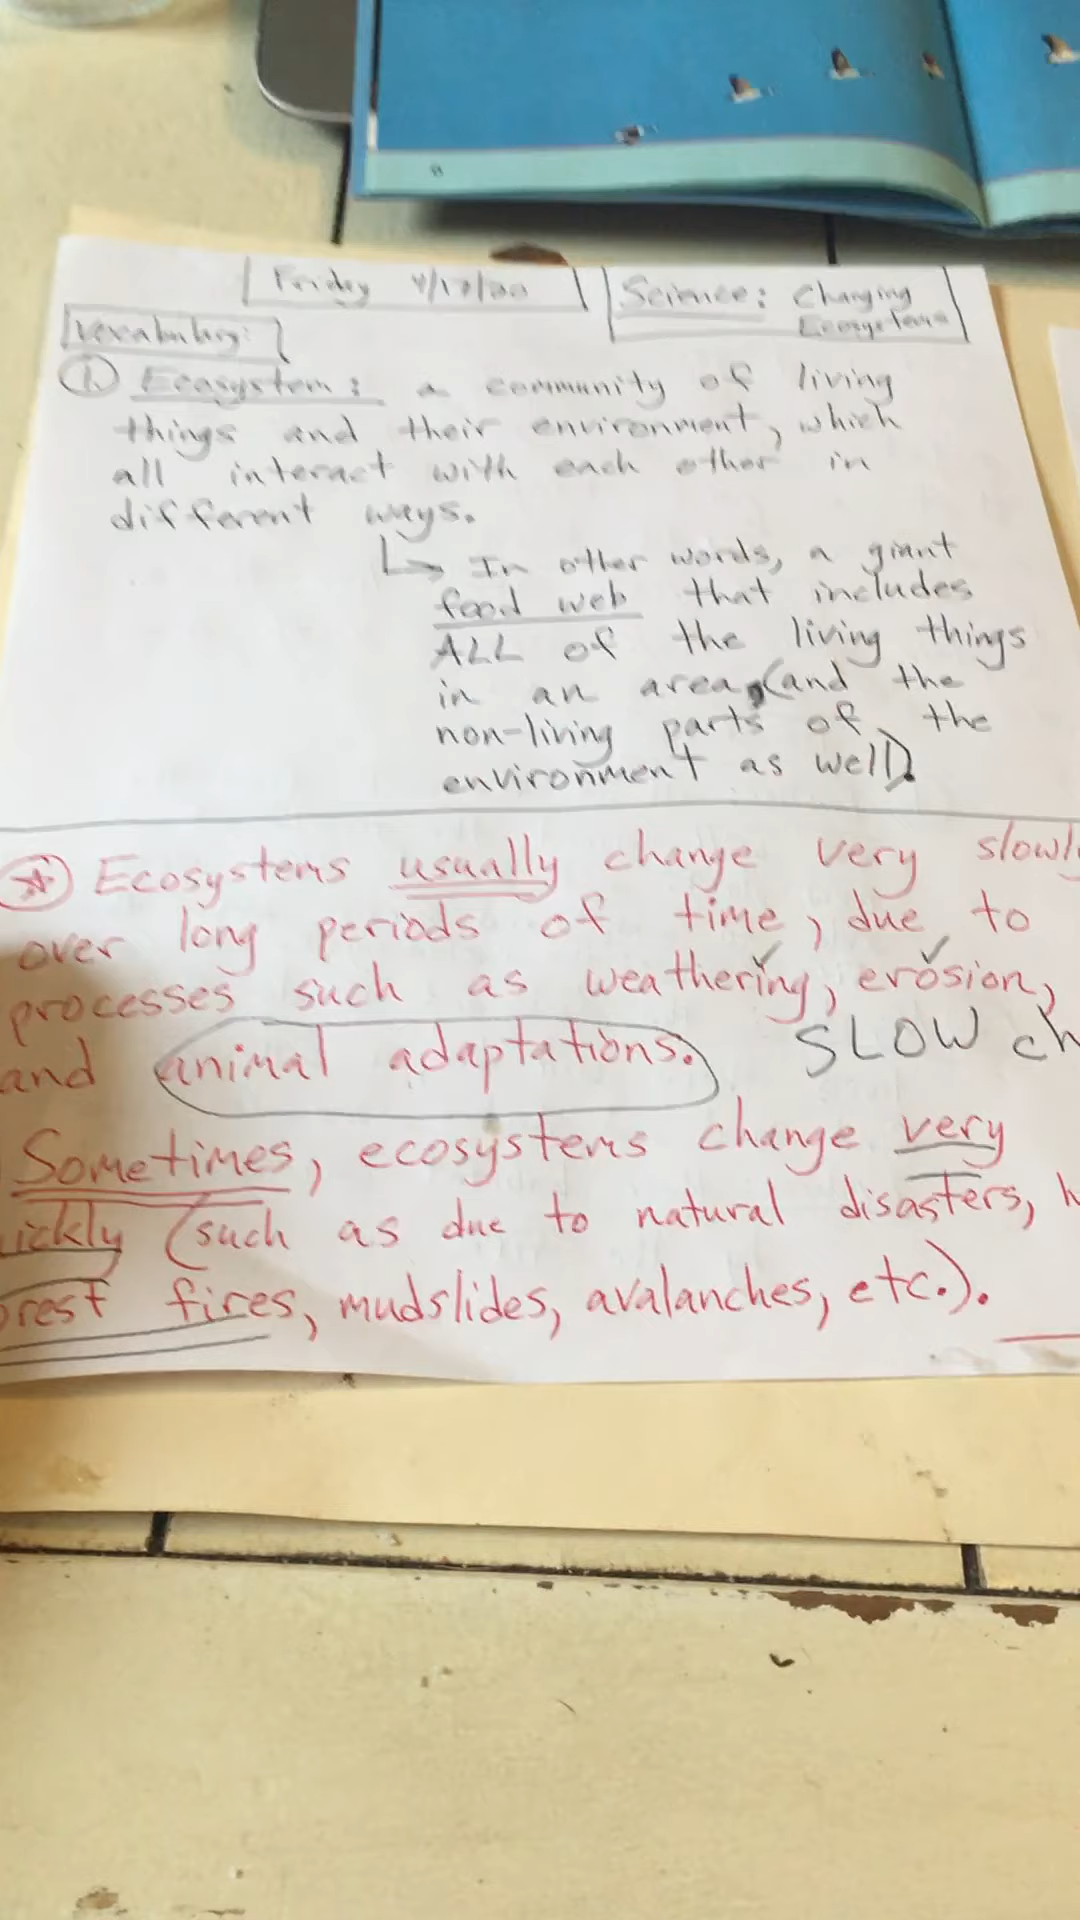 Friday 4/17/20
Science: Changing
Ecosystems
Vocabulary:
1. Ecosystem: a community of living
things and their environment, which
all interact with each other in
different ways.
↳ In other words, a giant
food web that includes
ALL of the living things
in an area (and the
non-living parts of the
environment as well).
☆ Ecosystems usually change very slowly
over long periods of time, due to
processes such as weathering, erosion,
and animal adaptations. SLOW ch
Sometimes, ecosystems change very
ickly (such as due to natural disasters, h
orest fires, mudslides, avalanches, etc.).